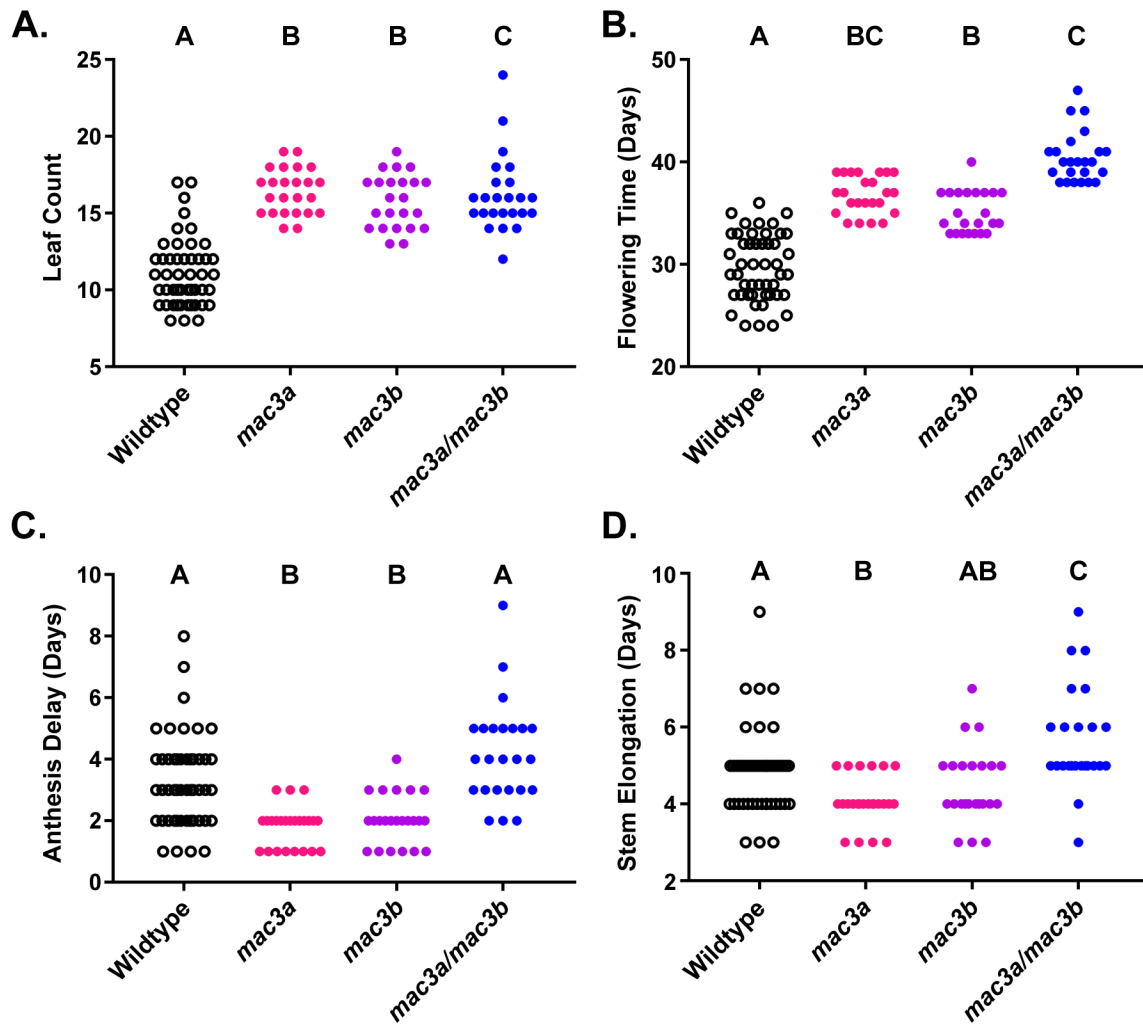 A.
A B B C
Leaf Count
25
20
15
10
5
Wildtype mac3a mac3b mac3a/mac3b
B.
A BC B C
Flowering Time (Days)
50
40
30
20
Wildtype mac3a mac3b mac3a/mac3b
C.
A B B A
Anthesis Delay (Days)
10
8
6
4
2
0
Wildtype mac3a mac3b mac3a/mac3b
D.
A B AB C
Stem Elongation (Days)
10
8
6
4
2
Wildtype mac3a mac3b mac3a/mac3b